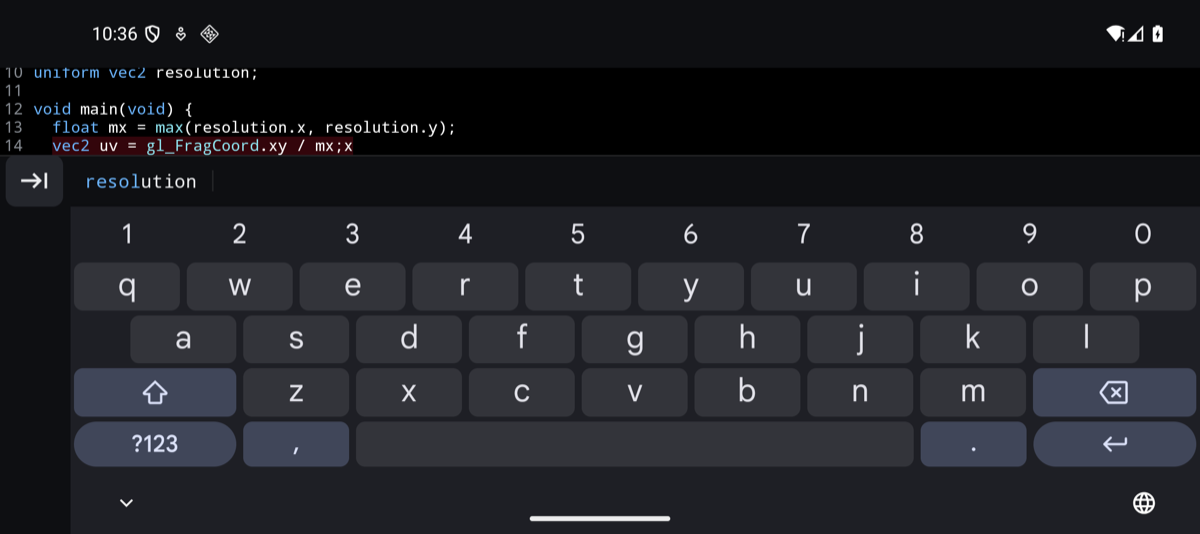 10:36
10 uniform vec2 resolution;
11
12 void main(void) {
13 float mx = max(resolution.x, resolution.y);
14 vec2 uv = gl_FragCoord.xy / mx;x
resolution
1 2 3 4 5 6 7 8 9 0
q w e r t y u i o p
a s d f g h j k l
z x c v b n m
?123 , .